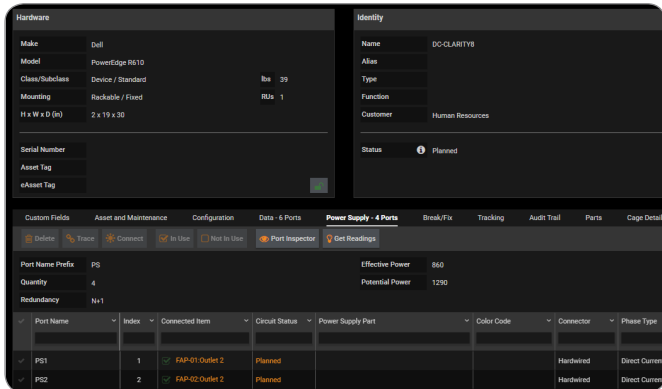 Hardware
Make Dell
Model PowerEdge R610
Class/Subclass Device / Standard lbs 39
Mounting Rackable / Fixed RUs 1
H x W x D (in) 2 x 19 x 30
Serial Number
Asset Tag
eAsset Tag
Identity
Name DC-CLARITY8
Alias
Type
Function
Customer Human Resources
Status Planned
Custom Fields Asset and Maintenance Configuration Data - 6 Ports Power Supply - 4 Ports Break/Fix Tracking Audit Trail Parts Cage Detail
Delete Trace Connect In Use Not In Use Port Inspector Get Readings
Port Name Prefix PS Effective Power 860
Quantity 4 Potential Power 1290
Redundancy N+1
Port Name Index Connected Item Circuit Status Power Supply Part Color Code Connector Phase Type
PS1 1 FAP-01:Outlet 2 Planned Hardwired Direct Curren
PS2 2 FAP-02:Outlet 2 Planned Hardwired Direct Curren